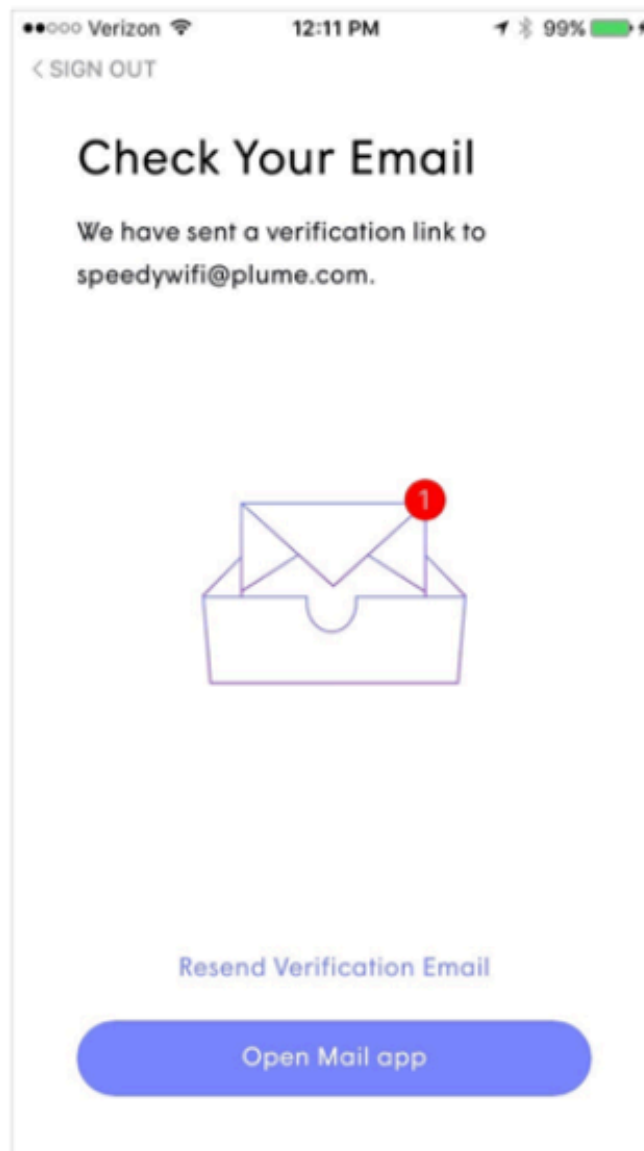 Verizon 12:11 PM 99%
< SIGN OUT
Check Your Email
We have sent a verification link to
speedywifi@plume.com.
1
Resend Verification Email
Open Mail app